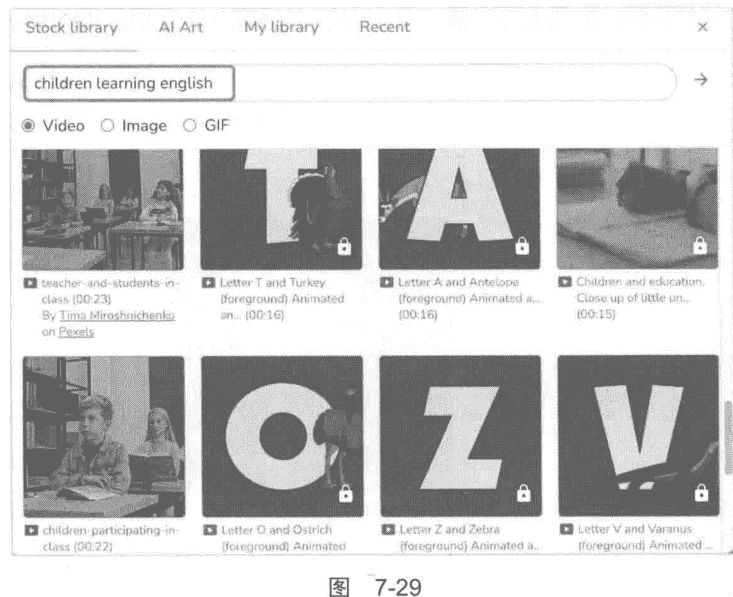 Stock library AI Art My library Recent ×
children learning english →
Video Image GIF
T A
teacher-and-students-in-
class (00:23)
By Tima Miroshnichenko
on Pexels
Letter T and Turkey
(foreground) Animated
an... (00:16)
Letter A and Antelope
(foreground) Animated a...
(00:16)
Children and education.
Close up of little un...
(00:15)
O Z V
children-participating-in-
class (00:22)
Letter O and Ostrich
(foreground) Animated
Letter Z and Zebra
(foreground) Animated a...
Letter V and Varanus
(foreground) Animated ...
图 7-29